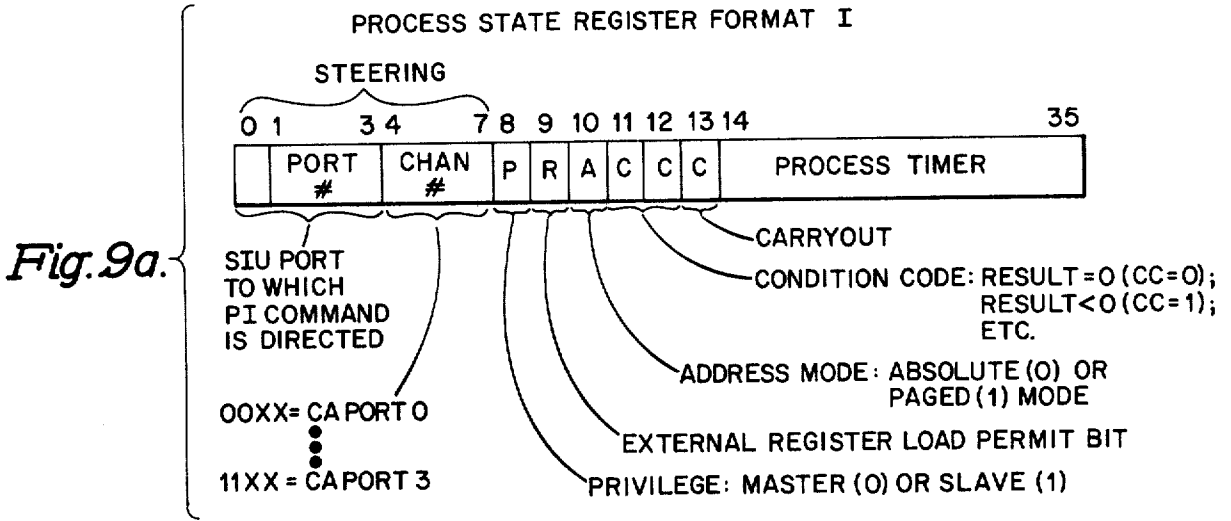 PROCESS STATE REGISTER FORMAT I
STEERING
0 1 3 4 7 8 9 10 11 12 13 14 35
PORT # CHAN # P R A C C C PROCESS TIMER
Fig. 9a.
SIU PORT
TO WHICH
PI COMMAND
IS DIRECTED
CARRYOUT
CONDITION CODE: RESULT=0 (CC=0);
RESULT<0 (CC=1);
ETC.
ADDRESS MODE: ABSOLUTE (0) OR
PAGED (1) MODE
00XX= CA PORT 0
EXTERNAL REGISTER LOAD PERMIT BIT
11XX = CA PORT 3
PRIVILEGE: MASTER (0) OR SLAVE (1)